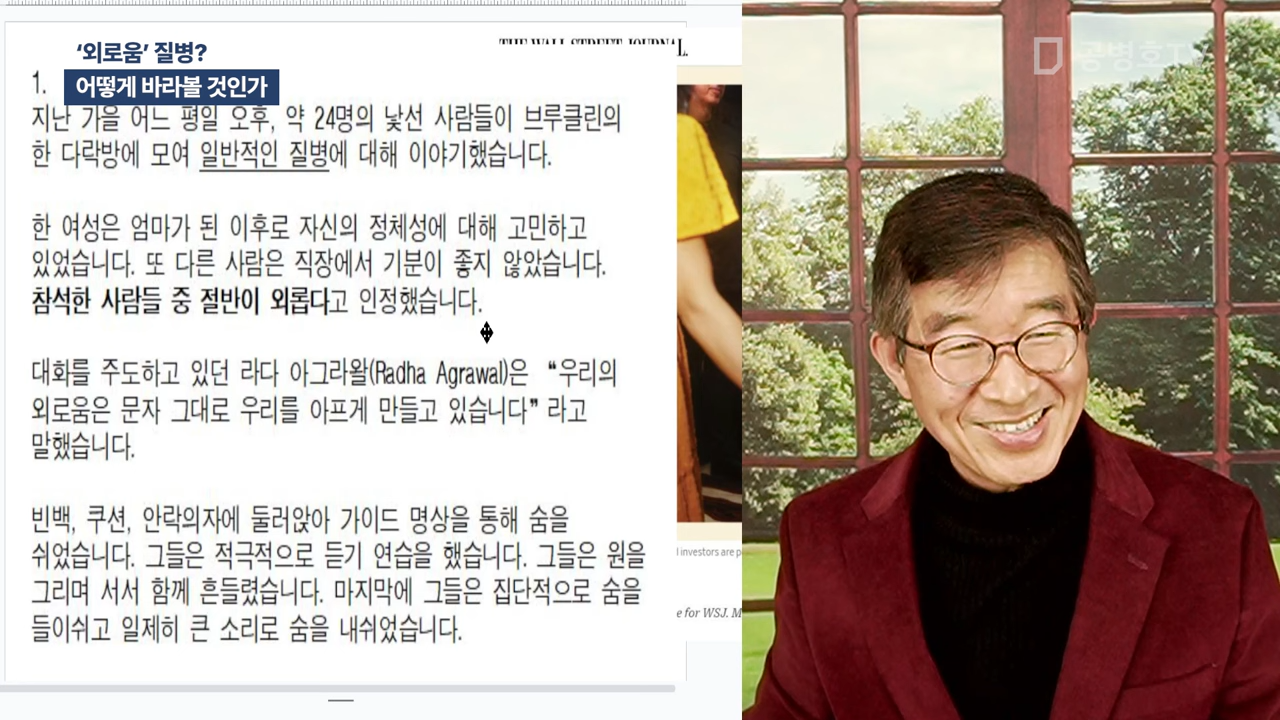 THE WALL STREET JOURNAL.
‘외로움’ 질병?
어떻게 바라볼 것인가
공병호TV
1.
지난 가을 어느 평일 오후, 약 24명의 낯선 사람들이 브루클린의
한 다락방에 모여 일반적인 질병에 대해 이야기했습니다.
한 여성은 엄마가 된 이후로 자신의 정체성에 대해 고민하고
있었습니다. 또 다른 사람은 직장에서 기분이 좋지 않았습니다.
참석한 사람들 중 절반이 외롭다고 인정했습니다.
대화를 주도하고 있던 라다 아그라왈(Radha Agrawal)은 “우리의
외로움은 문자 그대로 우리를 아프게 만들고 있습니다” 라고
말했습니다.
빈백, 쿠션, 안락의자에 둘러앉아 가이드 명상을 통해 숨을
쉬었습니다. 그들은 적극적으로 듣기 연습을 했습니다. 그들은 원을
그리며 서서 함께 흔들렸습니다. 마지막에 그들은 집단적으로 숨을
들이쉬고 일제히 큰 소리로 숨을 내쉬었습니다.
investors are p
e for WSJ. M